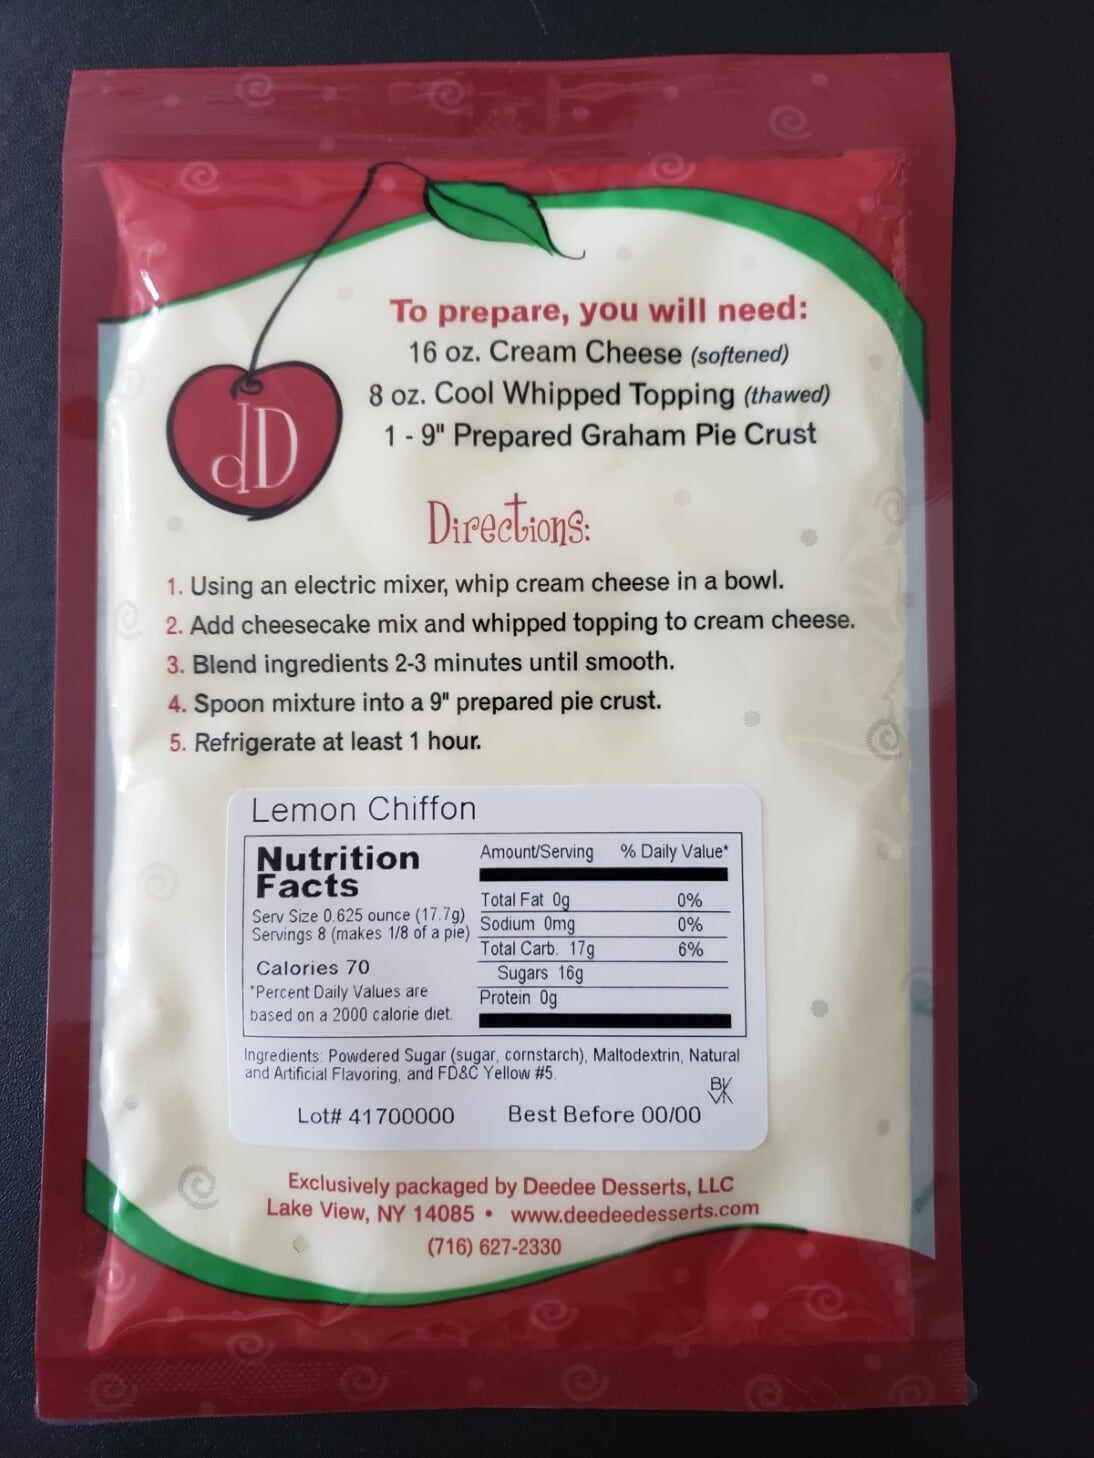 dD
To prepare, you will need:
16 oz. Cream Cheese (softened)
8 oz. Cool Whipped Topping (thawed)
1 - 9" Prepared Graham Pie Crust
Directions:
1. Using an electric mixer, whip cream cheese in a bowl.
2. Add cheesecake mix and whipped topping to cream cheese.
3. Blend ingredients 2-3 minutes until smooth.
4. Spoon mixture into a 9" prepared pie crust.
5. Refrigerate at least 1 hour.
Lemon Chiffon
Nutrition
Facts
Serv Size 0.625 ounce (17.7g)
Servings 8 (makes 1/8 of a pie)
Calories 70
*Percent Daily Values are
based on a 2000 calorie diet.
Amount/Serving % Daily Value*
Total Fat 0g 0%
Sodium 0mg 0%
Total Carb. 17g 6%
Sugars 16g
Protein 0g
Ingredients: Powdered Sugar (sugar, cornstarch), Maltodextrin, Natural
and Artificial Flavoring, and FD&C Yellow #5.
Lot# 41700000 Best Before 00/00
Exclusively packaged by Deedee Desserts, LLC
Lake View, NY 14085 • www.deedeedesserts.com
(716) 627-2330